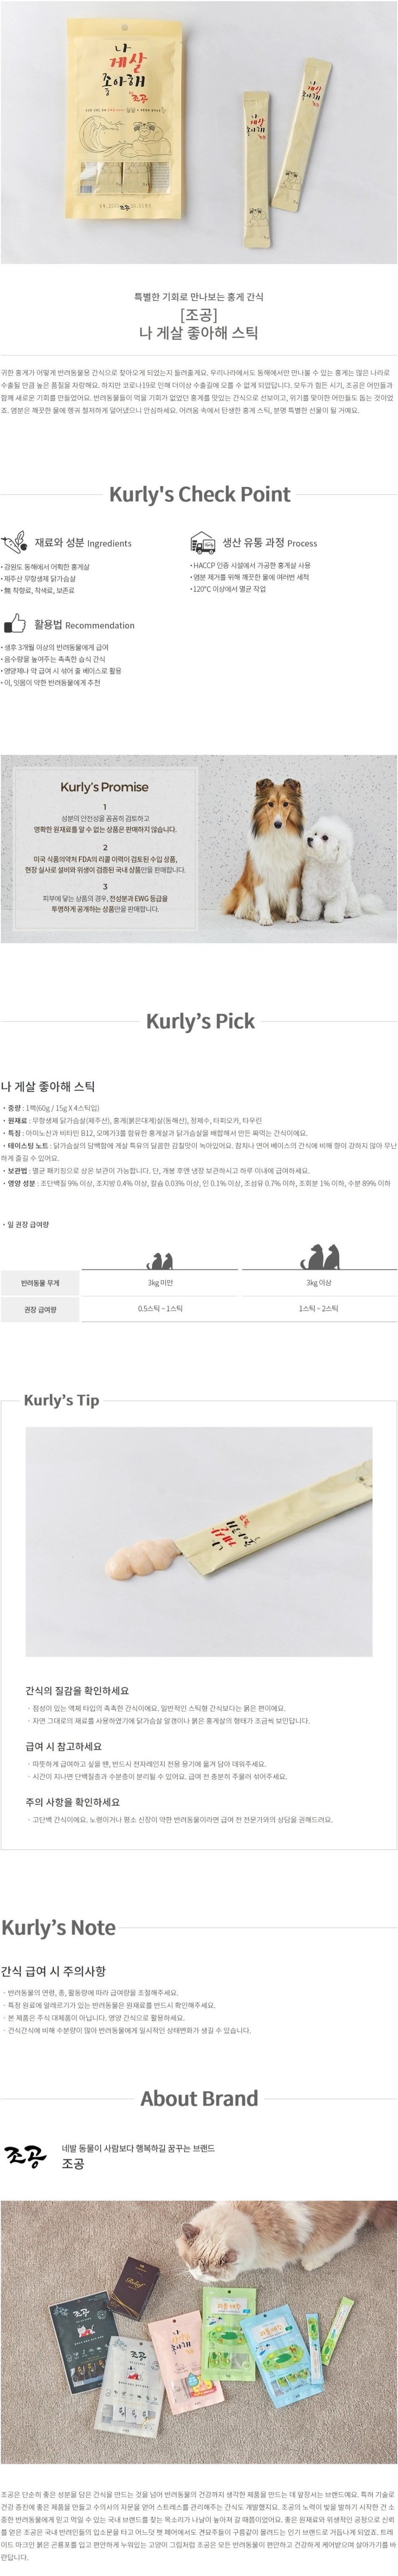 나
게살
좋아해
조공
나
게살
좋아해
나
게살
좋아해
특별한 기회로 만나보는 홍게 간식
[조공]
나 게살 좋아해 스틱
귀한 홍게가 어떻게 반려동물용 간식으로 찾아오게 되었는지 들려줄게요. 우리나라에서도 동해에서만 만나볼 수 있는 홍게는 많은 나라로
수출될 만큼 높은 품질을 자랑해요. 하지만 코로나19로 인해 더이상 수출길에 오를 수 없게 되었답니다. 모두가 힘든 시기, 조공은 어민들과
함께 새로운 기회를 만들었어요. 반려동물들이 먹을 기회가 없었던 홍게를 맛있는 간식으로 선보이고, 위기를 맞이한 어민들도 돕는 것이었
죠. 염분은 깨끗한 물에 헹궈 철저하게 덜어냈으니 안심하세요. 어려움 속에서 탄생한 홍게 스틱, 분명 특별한 선물이 될 거예요.
Kurly's Check Point
재료와 성분 Ingredients
• 강원도 동해에서 어획한 홍게살
• 제주산 무항생제 닭가슴살
• 無 착향료, 착색료, 보존료
생산 유통 과정 Process
• HACCP 인증 시설에서 가공한 홍게살 사용
• 염분 제거를 위해 깨끗한 물에 여러번 세척
• 120°C 이상에서 멸균 작업
활용법 Recommendation
• 생후 3개월 이상의 반려동물에게 급여
• 음수량을 높여주는 촉촉한 습식 간식
• 영양제나 약 급여 시 섞어 줄 베이스로 활용
• 이, 잇몸이 약한 반려동물에게 추천
Kurly's Promise
1
성분의 안전성을 꼼꼼히 검토하고
명확한 원재료를 알 수 없는 상품은 판매하지 않습니다.
2
미국 식품의약처 FDA의 리콜 이력이 검토된 수입 상품,
현장 실사로 설비와 위생이 검증된 국내 상품만을 판매합니다.
3
피부에 닿는 상품의 경우, 전성분과 EWG 등급을
투명하게 공개하는 상품만을 판매합니다.
Kurly's Pick
나 게살 좋아해 스틱
• 중량 : 1팩(60g / 15g X 4스틱입)
• 원재료 : 무항생제 닭가슴살(제주산), 홍게(붉은대게)살(동해산), 정제수, 타피오카, 타우린
• 특징 : 아미노산과 비타민 B12, 오메가3를 함유한 홍게살과 닭가슴살을 배합해서 만든 짜먹는 간식이에요.
• 테이스팅 노트 : 닭가슴살의 담백함에 게살 특유의 달콤한 감칠맛이 녹아있어요. 참치나 연어 베이스의 간식에 비해 향이 강하지 않아 무난
하게 즐길 수 있어요.
• 보관법 : 멸균 패키징으로 상온 보관이 가능합니다. 단, 개봉 후엔 냉장 보관하시고 하루 이내에 급여하세요.
• 영양 성분 : 조단백질 9% 이상, 조지방 0.4% 이상, 칼슘 0.03% 이상, 인 0.1% 이상, 조섬유 0.7% 이하, 조회분 1% 이하, 수분 89% 이하
• 일 권장 급여량
반려동물 무게 3kg 미만 3kg 이상
권장 급여량 0.5스틱 ~ 1스틱 1스틱 ~ 2스틱
Kurly's Tip
간식의 질감을 확인하세요
· 점성이 있는 액체 타입의 촉촉한 간식이에요. 일반적인 스틱형 간식보다는 묽은 편이에요.
· 자연 그대로의 재료를 사용하였기에 닭가슴살 알갱이나 붉은 홍게살의 형태가 조금씩 보인답니다.
급여 시 참고하세요
· 따뜻하게 급여하고 싶을 땐, 반드시 전자레인지 전용 용기에 옮겨 담아 데워주세요.
· 시간이 지나면 단백질층과 수분층이 분리될 수 있어요. 급여 전 충분히 주물러 섞어주세요.
주의 사항을 확인하세요
· 고단백 간식이에요. 노령이거나 평소 신장이 약한 반려동물이라면 급여 전 전문가와의 상담을 권해드려요.
Kurly's Note
간식 급여 시 주의사항
· 반려동물의 연령, 종, 활동량에 따라 급여량을 조절해주세요.
· 특정 원료에 알레르기가 있는 반려동물은 원재료를 반드시 확인해주세요.
· 본 제품은 주식 대체품이 아닙니다. 영양 간식으로 활용하세요.
· 건식간식에 비해 수분량이 많아 반려동물에게 일시적인 상태변화가 생길 수 있습니다.
About Brand
조공
네발 동물이 사람보다 행복하길 꿈꾸는 브랜드
조공
Relief
조공
조공은 단순히 좋은 성분을 담은 간식을 만드는 것을 넘어 반려동물의 건강까지 생각한 제품을 만드는 데 앞장서는 브랜드예요. 특허 기술로
건강 증진에 좋은 제품을 만들고 수의사의 자문을 얻어 스트레스를 관리해주는 간식도 개발했지요. 조공의 노력이 빛을 발하기 시작한 건 소
중한 반려동물에게 믿고 먹일 수 있는 국내 브랜드를 찾는 목소리가 나날이 높아져 갈 때쯤이었어요. 좋은 원재료와 위생적인 공정으로 신뢰
를 얻은 조공은 국내 반려인들의 입소문을 타고 어느덧 펫 페어에서도 견묘주들이 구름같이 몰려드는 인기 브랜드로 거듭나게 되었죠. 트레
이드 마크인 붉은 곤룡포를 입고 편안하게 누워있는 고양이 그림처럼 조공은 모든 반려동물이 편안하고 건강하게 케어받으며 살아가기를 바
란답니다.